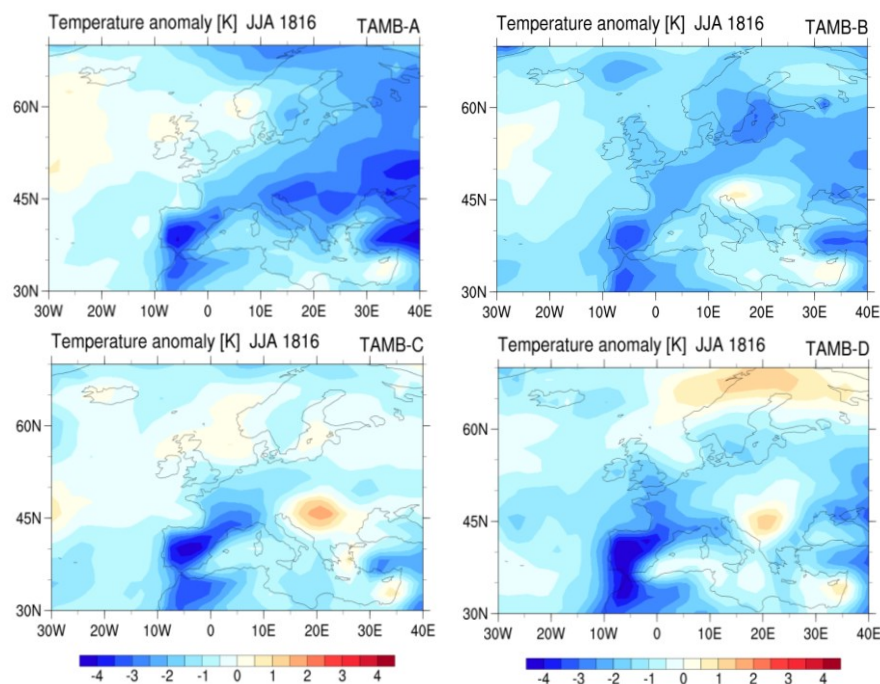 Temperature anomaly [K] JJA 1816 TAMB-A
60N
45N
30N
30W 20W 10W 0 10E 20E 30E 40E
Temperature anomaly [K] JJA 1816 TAMB-B
60N
45N
30N
30W 20W 10W 0 10E 20E 30E 40E
Temperature anomaly [K] JJA 1816 TAMB-C
60N
45N
30N
30W 20W 10W 0 10E 20E 30E 40E
-4 -3 -2 -1 0 1 2 3 4
Temperature anomaly [K] JJA 1816 TAMB-D
60N
45N
30N
30W 20W 10W 0 10E 20E 30E 40E
-4 -3 -2 -1 0 1 2 3 4